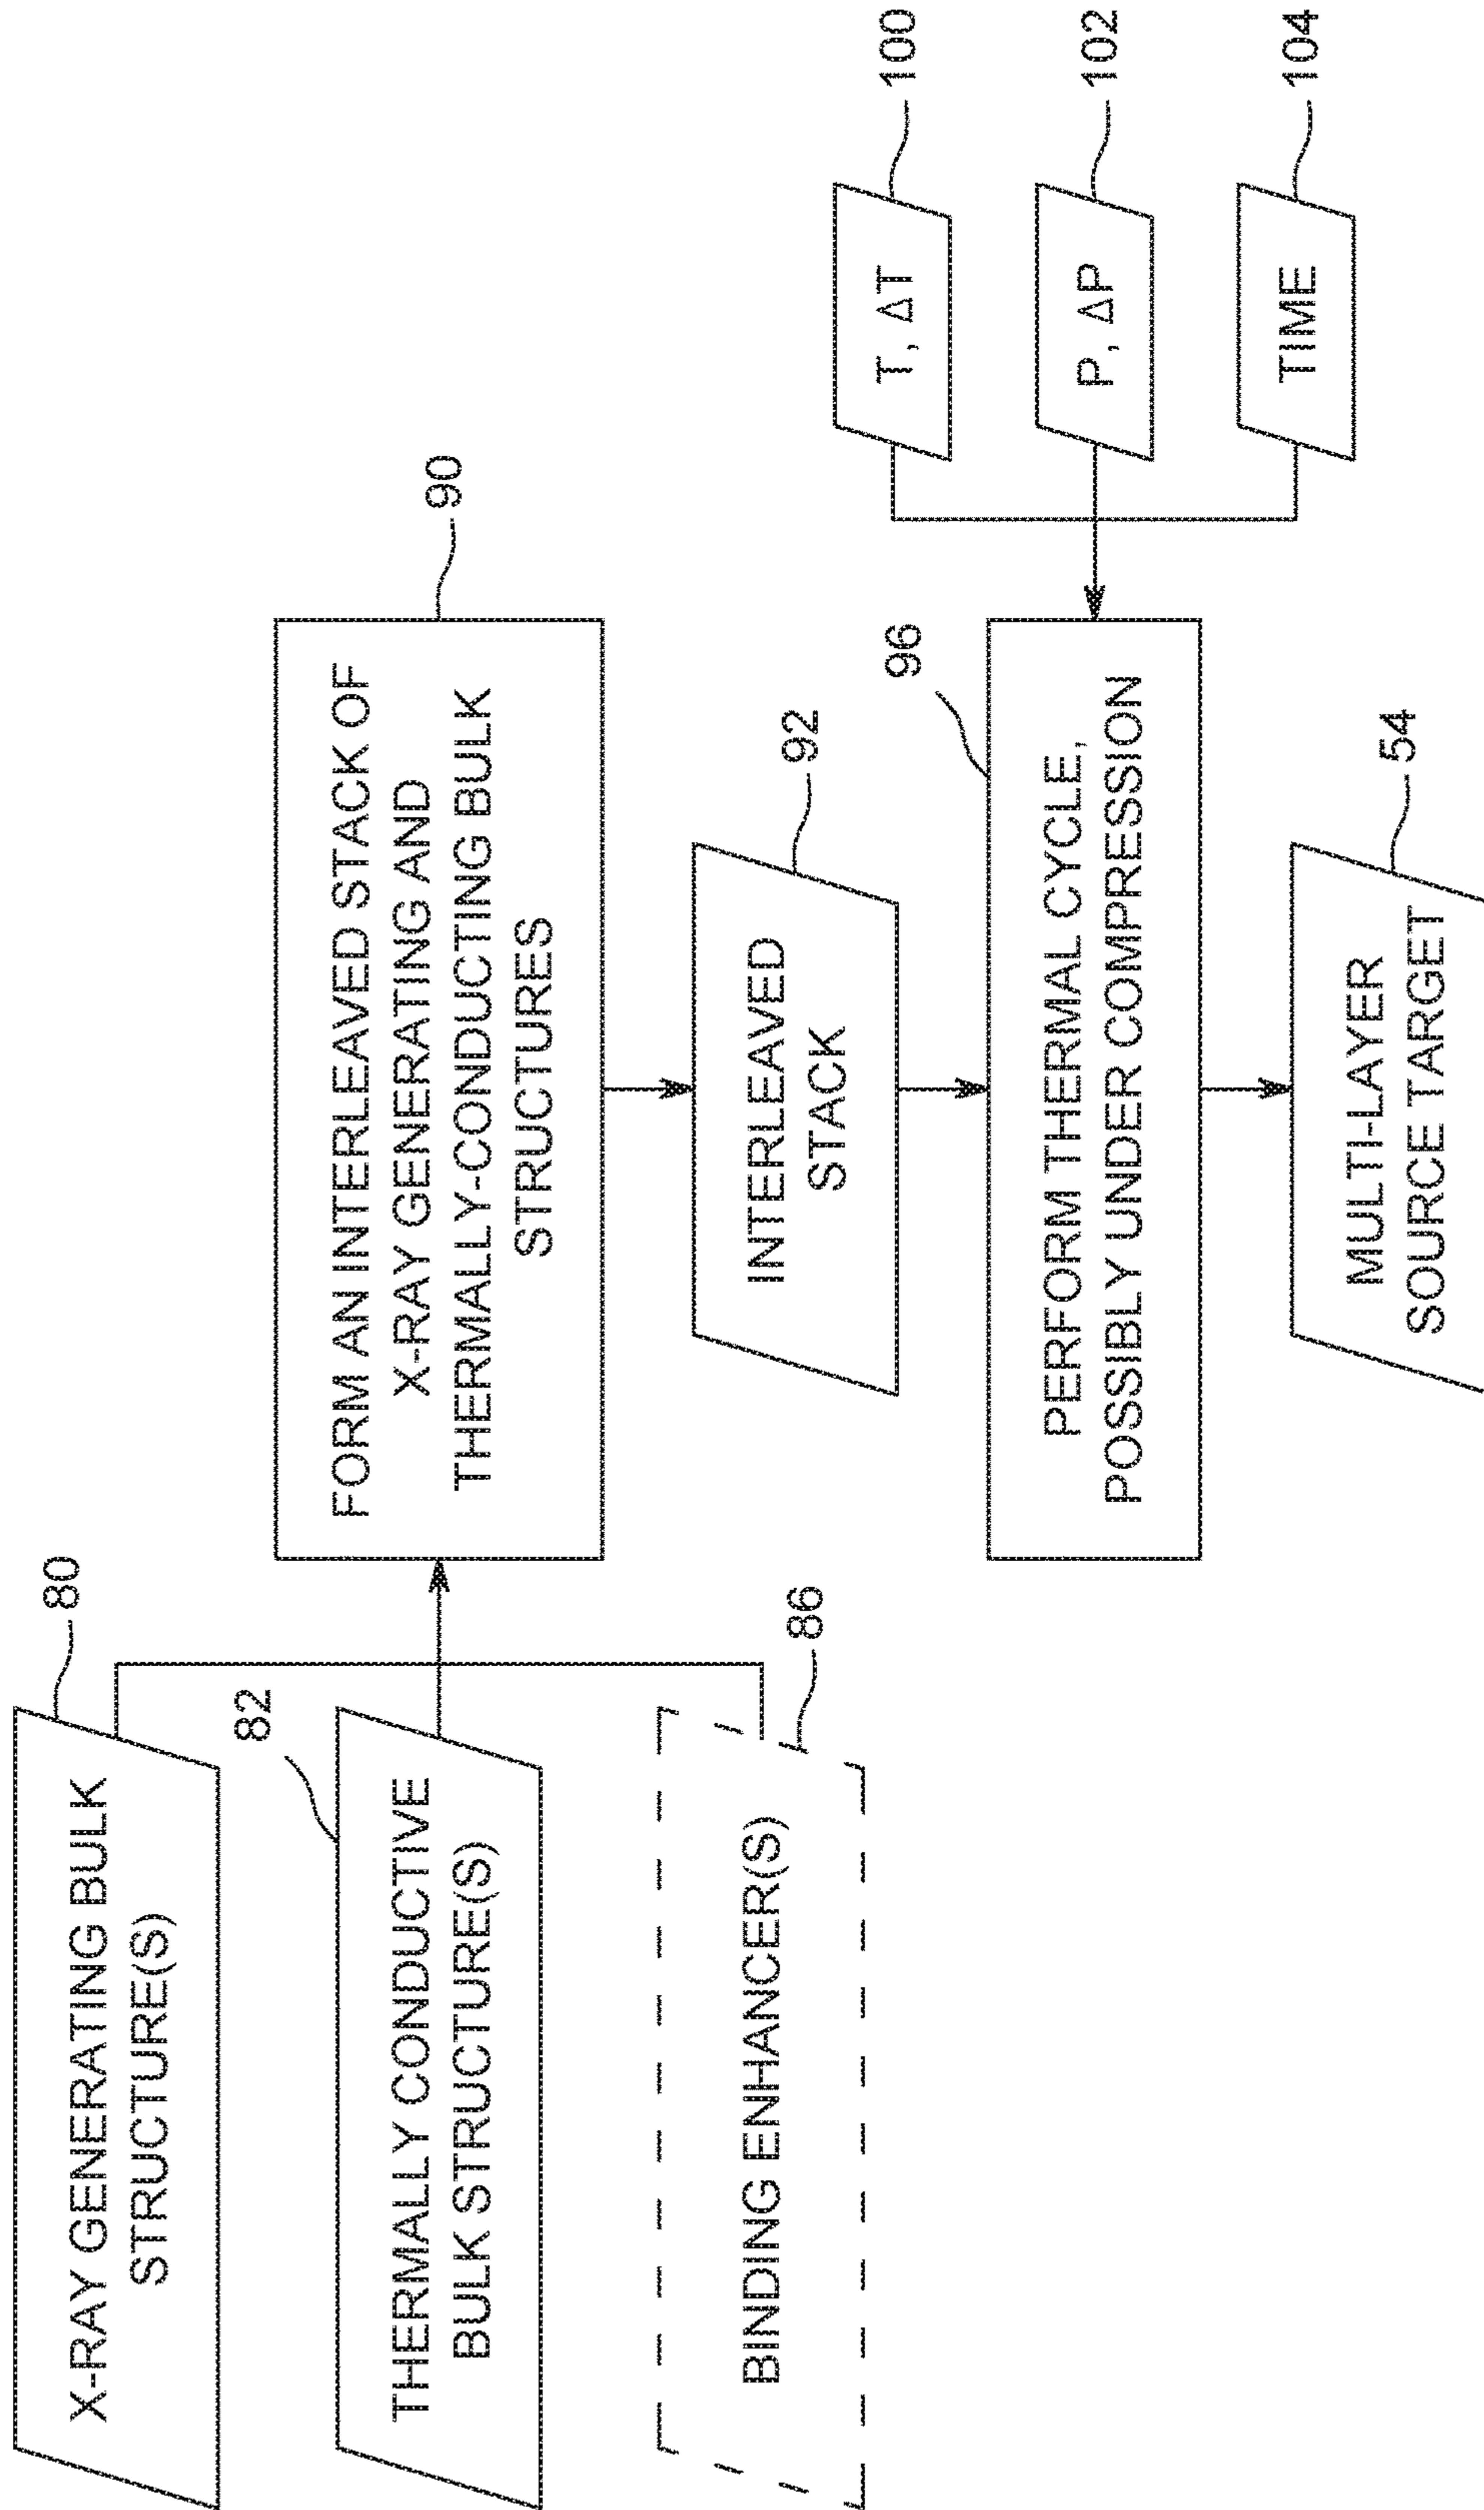 X-RAY GENERATING BULK
STRUCTURE(S)
80
THERMALLY CONDUCTIVE
BULK STRUCTURE(S)
82
BINDING ENHANCER(S)
86
FORM AN INTERLEAVED STACK OF
X-RAY GENERATING AND
THERMALLY-CONDUCTING BULK
STRUCTURES
90
INTERLEAVED
STACK
92
PERFORM THERMAL CYCLE,
POSSIBLY UNDER COMPRESSION
96
T, ΔT
100
P, ΔP
102
TIME
104
MULTI-LAYER
SOURCE TARGET
54